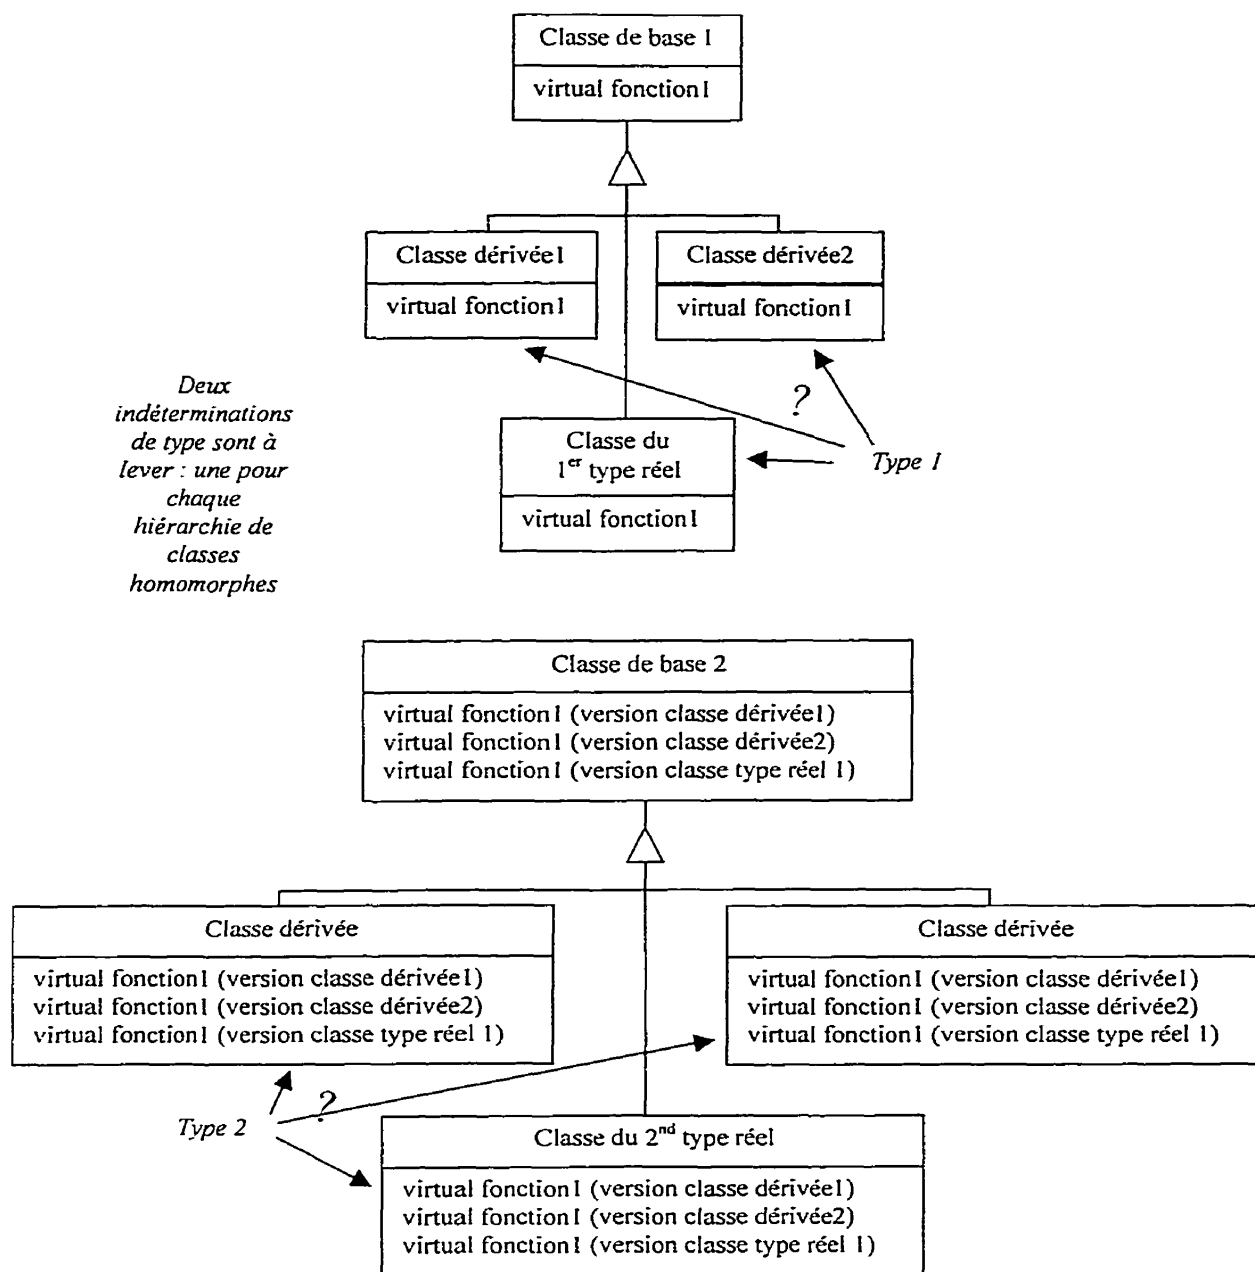 Classe de base 1
virtual fonction1
Classe dérivée1
virtual fonction1
Classe dérivée2
virtual fonction1
Deux
indéterminations
de type sont à
lever : une pour
chaque
hiérarchie de
classes
homomorphes
?
Type 1
Classe du
1er type réel
virtual fonction1
Classe de base 2
virtual fonction1 (version classe dérivée1)
virtual fonction1 (version classe dérivée2)
virtual fonction1 (version classe type réel 1)
Classe dérivée
virtual fonction1 (version classe dérivée1)
virtual fonction1 (version classe dérivée2)
virtual fonction1 (version classe type réel 1)
Classe dérivée
virtual fonction1 (version classe dérivée1)
virtual fonction1 (version classe dérivée2)
virtual fonction1 (version classe type réel 1)
Type 2
?
Classe du 2nd type réel
virtual fonction1 (version classe dérivée1)
virtual fonction1 (version classe dérivée2)
virtual fonction1 (version classe type réel 1)